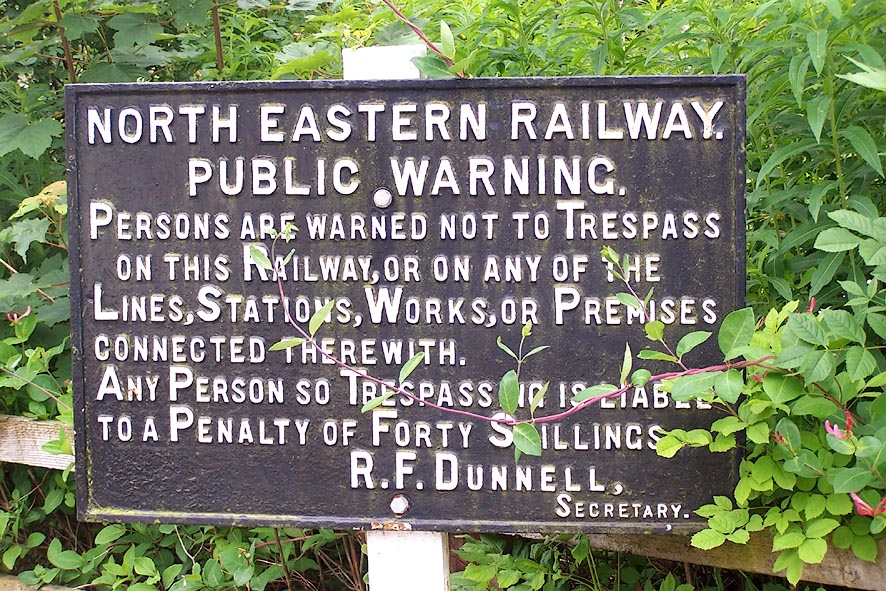 NORTH EASTERN RAILWAY.
PUBLIC WARNING.
PERSONS ARE WARNED NOT TO TRESPASS
ON THIS RAILWAY, OR ON ANY OF THE
LINES, STATIONS, WORKS, OR PREMISES
CONNECTED THEREWITH.
ANY PERSON SO TRESPASSING IS LIABLE
TO A PENALTY OF FORTY SHILLINGS
R. F. DUNNELL,
SECRETARY.